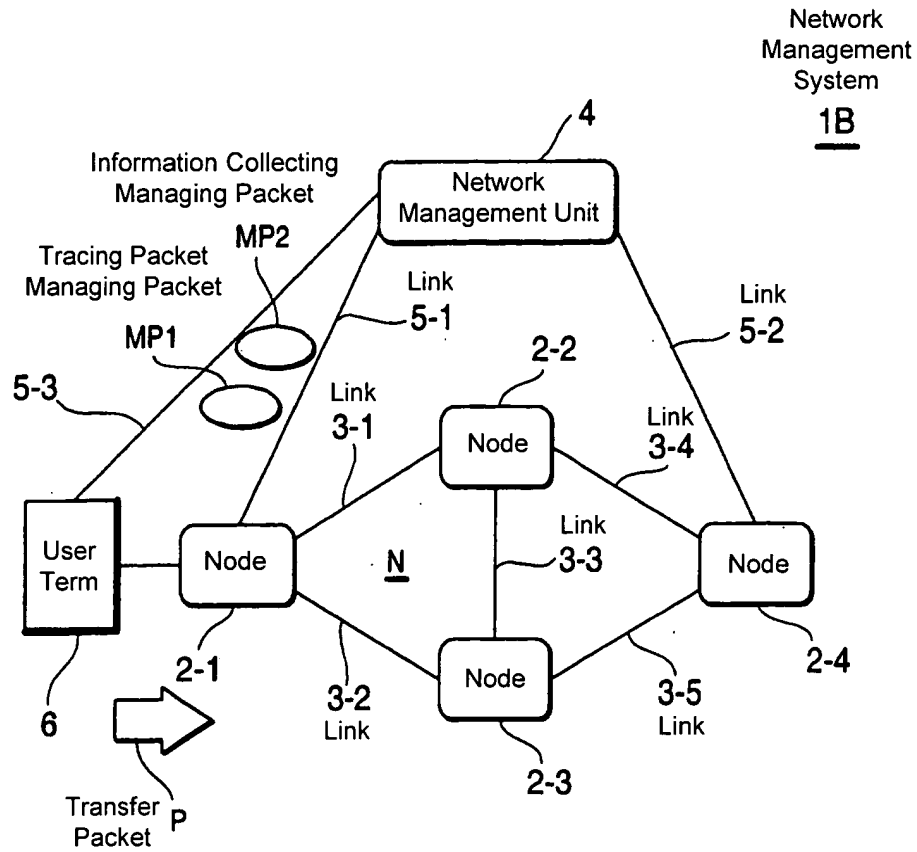 Network
Management
System
1B
4
Information Collecting
Managing Packet
MP2
Network
Management Unit
Tracing Packet
Managing Packet
MP1
Link
5-1
Link
5-2
5-3
2-2
Link
3-1
Node
Link
3-4
User
Term
Node
N
Link
3-3
Node
6
2-1
3-2
Link
Node
3-5
Link
2-4
2-3
Transfer
Packet
P